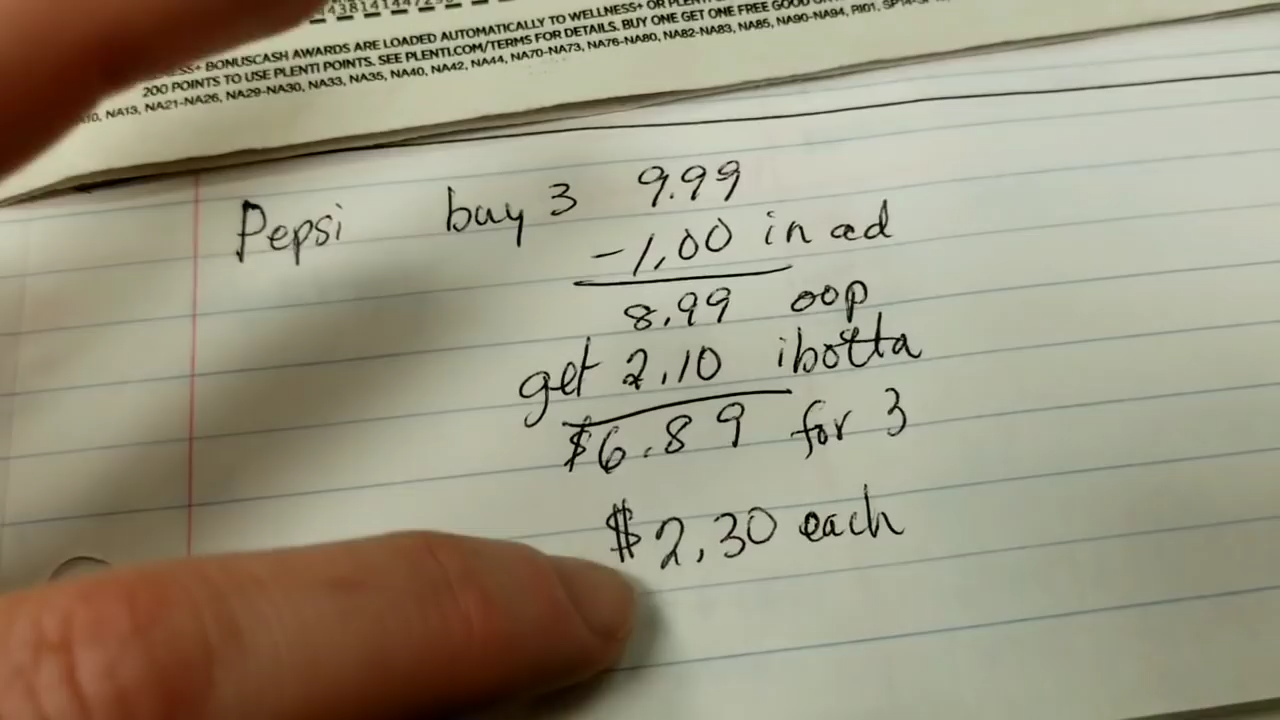 BONUSCASH AWARDS ARE LOADED AUTOMATICALLY TO WELLNESS+ OR
200 POINTS TO USE PLENTI POINTS. SEE PLENTI.COM/TERMS FOR DETAILS. BUY ONE GET ONE FREE GOOD
NA13, NA21-NA26, NA29-NA30, NA33, NA35, NA40, NA42, NA44, NA70-NA73, NA76-NA80, NA82-NA83, NA85, NA90-NA94, PI01,
Pepsi buy 3 9.99
-1.00 in ad
8.99 oop
get 2.10 ibotta
$6.89 for 3
$2.30 each